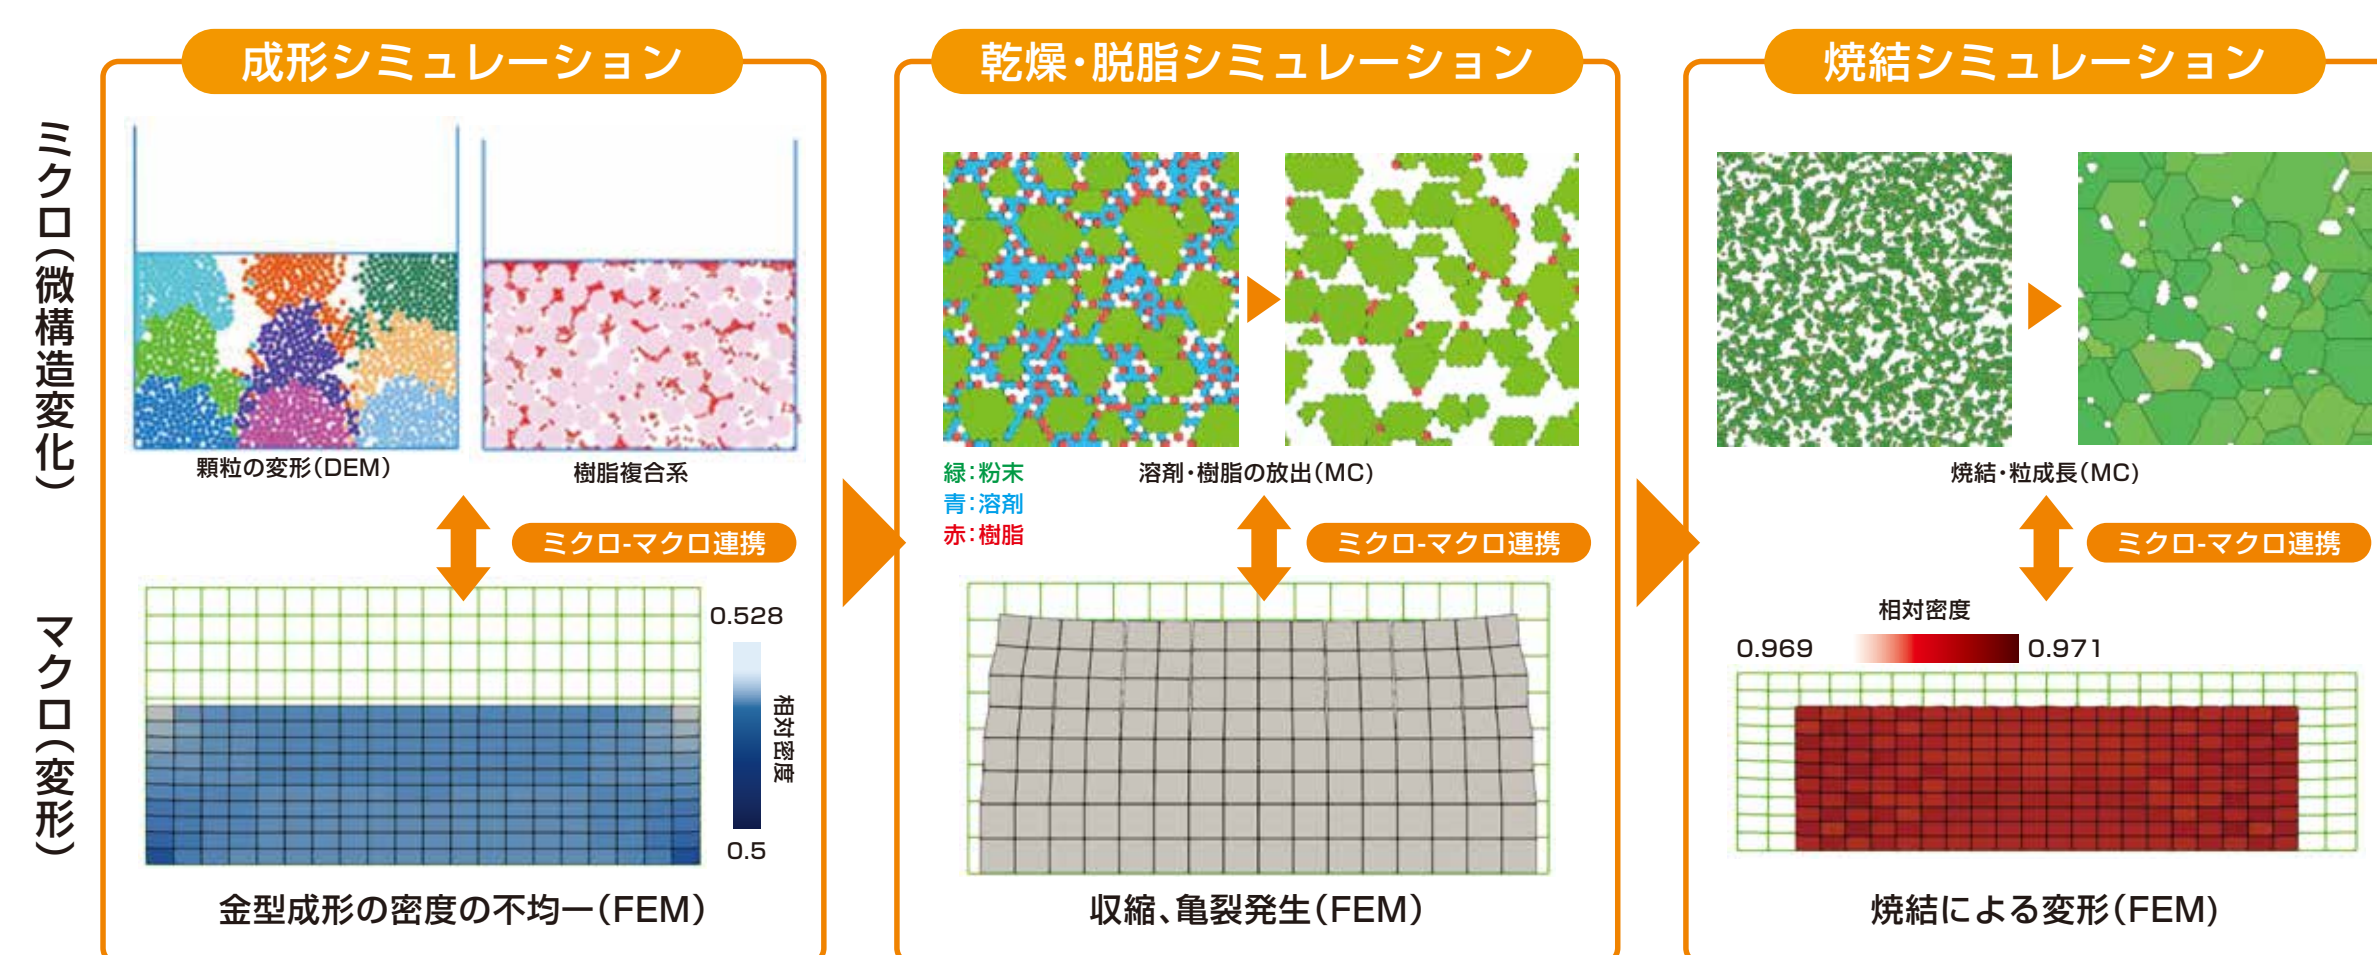 成形シミュレーション
乾燥・脱脂シミュレーション
焼結シミュレーション
ミクロ(微構造変化)
顆粒の変形(DEM)
樹脂複合系
緑:粉末
青:溶剤
赤:樹脂
溶剤・樹脂の放出(MC)
焼結・粒成長(MC)
ミクロ-マクロ連携
ミクロ-マクロ連携
ミクロ-マクロ連携
マクロ(変形)
0.528
相対密度
0.5
相対密度
0.969
0.971
金型成形の密度の不均一(FEM)
収縮、亀裂発生(FEM)
焼結による変形(FEM)